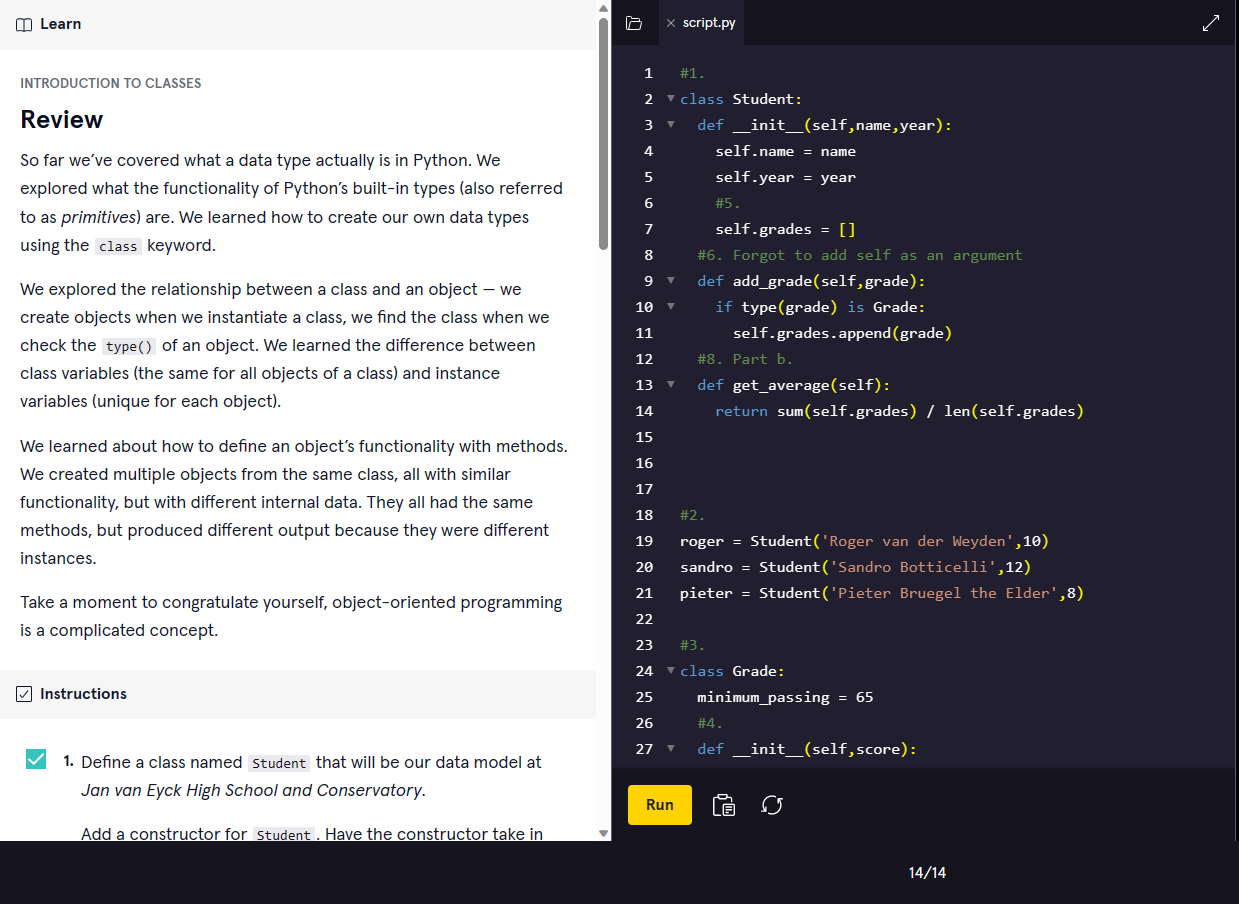 Learn
INTRODUCTION TO CLASSES
Review
So far we’ve covered what a data type actually is in Python. We
explored what the functionality of Python’s built-in types (also referred
to as primitives) are. We learned how to create our own data types
using the class keyword.
We explored the relationship between a class and an object — we
create objects when we instantiate a class, we find the class when we
check the type() of an object. We learned the difference between
class variables (the same for all objects of a class) and instance
variables (unique for each object).
We learned about how to define an object’s functionality with methods.
We created multiple objects from the same class, all with similar
functionality, but with different internal data. They all had the same
methods, but produced different output because they were different
instances.
Take a moment to congratulate yourself, object-oriented programming
is a complicated concept.
Instructions
1. Define a class named Student that will be our data model at
Jan van Eyck High School and Conservatory.
Add a constructor for Student. Have the constructor take in
script.py
1 #1.
2 class Student:
3 def __init__(self,name,year):
4 self.name = name
5 self.year = year
6 #5.
7 self.grades = []
8 #6. Forgot to add self as an argument
9 def add_grade(self,grade):
10 if type(grade) is Grade:
11 self.grades.append(grade)
12 #8. Part b.
13 def get_average(self):
14 return sum(self.grades) / len(self.grades)
15
16
17
18 #2.
19 roger = Student('Roger van der Weyden',10)
20 sandro = Student('Sandro Botticelli',12)
21 pieter = Student('Pieter Bruegel the Elder',8)
22
23 #3.
24 class Grade:
25 minimum_passing = 65
26 #4.
27 def __init__(self,score):
Run
14/14